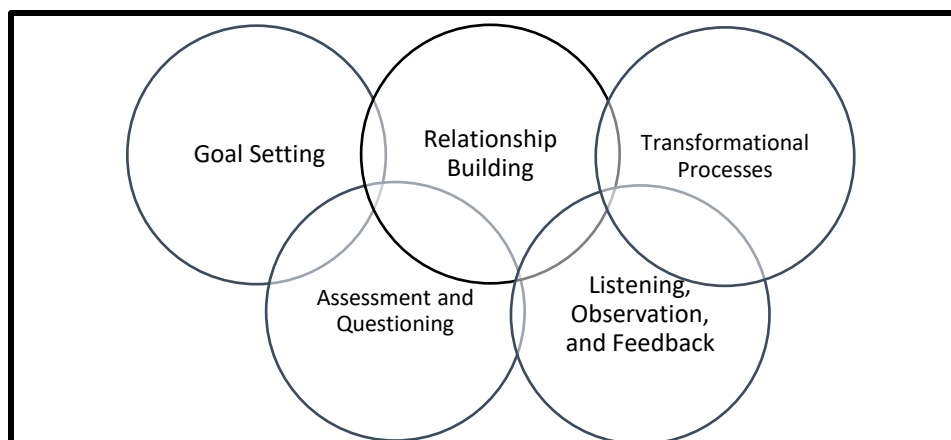 Goal Setting
Relationship
Building
Transformational
Processes
Assessment and
Questioning
Listening,
Observation,
and Feedback